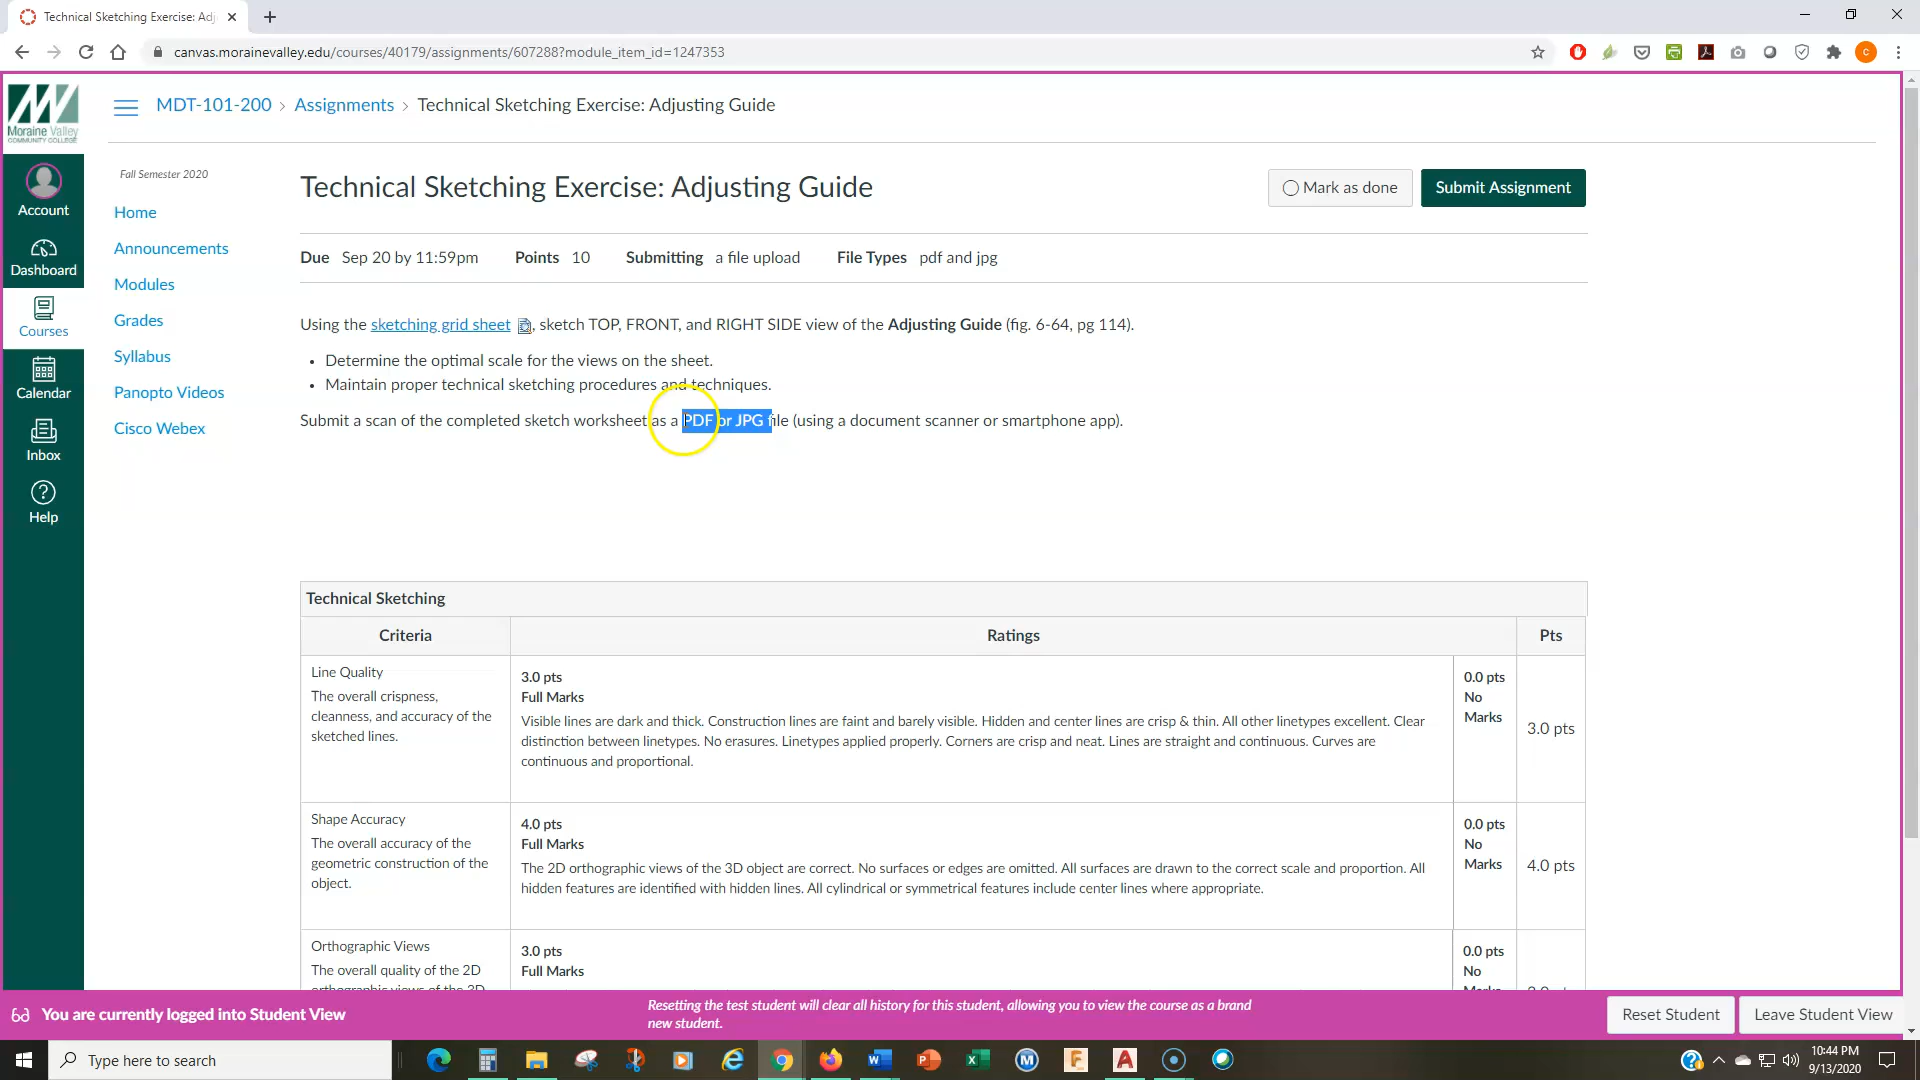 Technical Sketching Exercise: Adj
canvas.morainevalley.edu/courses/40179/assignments/607288?module_item_id=1247353
C
Moraine Valley
COMMUNITY COLLEGE
MDT-101-200 › Assignments › Technical Sketching Exercise: Adjusting Guide
Account
Dashboard
Courses
Calendar
Inbox
Help
Fall Semester 2020
Home
Announcements
Modules
Grades
Syllabus
Panopto Videos
Cisco Webex
Technical Sketching Exercise: Adjusting Guide
Mark as done
Submit Assignment
Due Sep 20 by 11:59pm Points 10 Submitting a file upload File Types pdf and jpg
Using the sketching grid sheet , sketch TOP, FRONT, and RIGHT SIDE view of the Adjusting Guide (fig. 6-64, pg 114).
• Determine the optimal scale for the views on the sheet.
• Maintain proper technical sketching procedures and techniques.
Submit a scan of the completed sketch worksheet as a PDF or JPG file (using a document scanner or smartphone app).
Technical Sketching
Criteria Ratings Pts
Line Quality
The overall crispness,
cleanness, and accuracy of the
sketched lines.
3.0 pts
Full Marks
Visible lines are dark and thick. Construction lines are faint and barely visible. Hidden and center lines are crisp & thin. All other linetypes excellent. Clear
distinction between linetypes. No erasures. Linetypes applied properly. Corners are crisp and neat. Lines are straight and continuous. Curves are
continuous and proportional.
0.0 pts
No
Marks
3.0 pts
Shape Accuracy
The overall accuracy of the
geometric construction of the
object.
4.0 pts
Full Marks
The 2D orthographic views of the 3D object are correct. No surfaces or edges are omitted. All surfaces are drawn to the correct scale and proportion. All
hidden features are identified with hidden lines. All cylindrical or symmetrical features include center lines where appropriate.
0.0 pts
No
Marks
4.0 pts
Orthographic Views
The overall quality of the 2D
orthographic views of the 3D
3.0 pts
Full Marks
0.0 pts
No
Marks
3.0 pts
You are currently logged into Student View
Resetting the test student will clear all history for this student, allowing you to view the course as a brand
new student.
Reset Student
Leave Student View
Type here to search
10:44 PM
9/13/2020